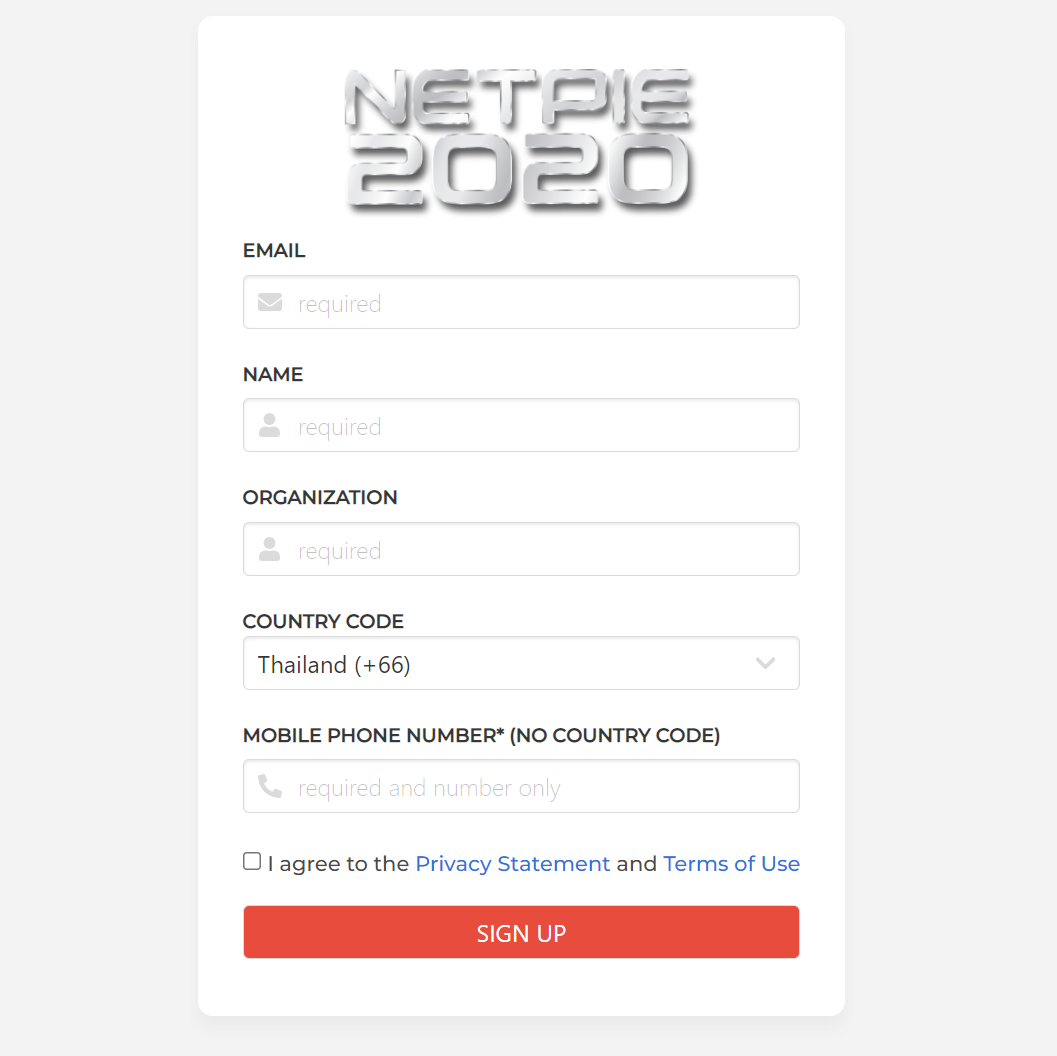 NETPIE
2020
EMAIL
required
NAME
required
ORGANIZATION
required
COUNTRY CODE
Thailand (+66)
MOBILE PHONE NUMBER* (NO COUNTRY CODE)
required and number only
I agree to the Privacy Statement and Terms of Use
SIGN UP